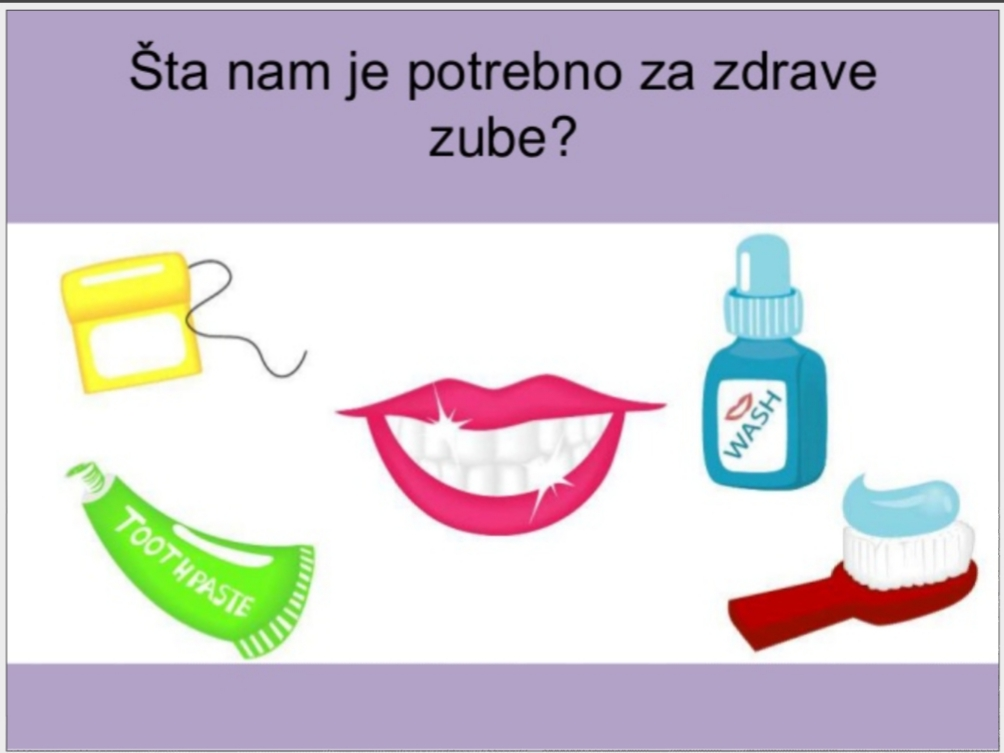 Šta nam je potrebno za zdrave
zube?
WASH
TOOTHPASTE